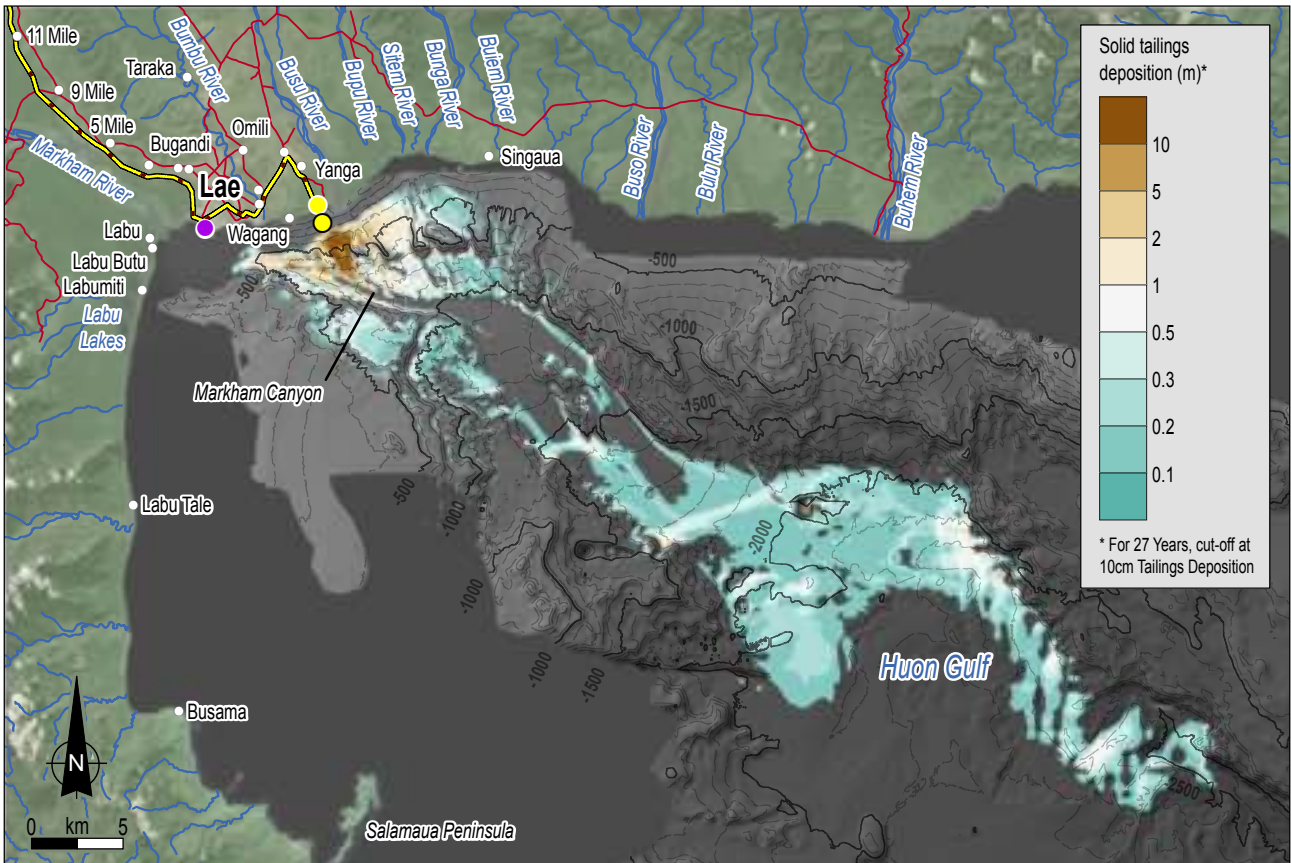 11 Mile
Taraka
9 Mile
5 Mile
Bugandi
Omili
Yanga
Lae
Wagang
Singaua
Bumbu River
Busu River
Bupu River
Sitem River
Bunga River
Buiem River
Buso River
Bulu River
Buhem River
Markham River
Labu
Labu Butu
Labumiti
Labu
Lakes
Markham Canyon
Labu Tale
Busama
Salamaua Peninsula
Huon Gulf
-500
-500
0
-1000
-1500
-500
-1000
-1000
-1000
-1500
-2000
-2500
N
0 km 5
Solid tailings
deposition (m)*
10
5
2
1
0.5
0.3
0.2
0.1
* For 27 Years, cut-off at
10cm Tailings Deposition